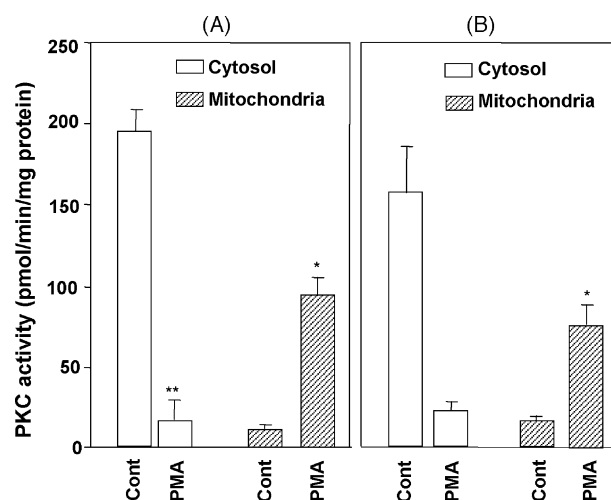 (A) (B)
PKC activity (pmol/min/mg protein)
250
200
150
100
50
0
Cytosol
Mitochondria
**
*
Cont
PMA
Cont
PMA
Cytosol
Mitochondria
*
Cont
PMA
Cont
PMA